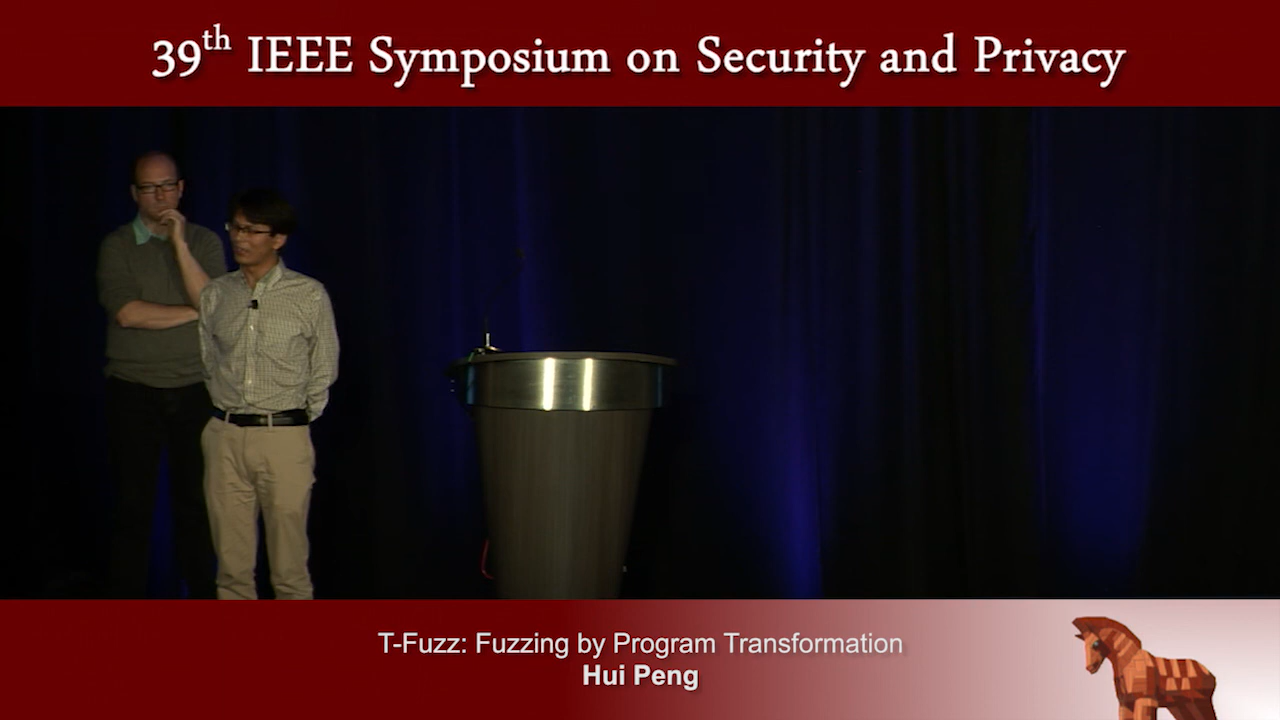 39th IEEE Symposium on Security and Privacy
T-Fuzz: Fuzzing by Program Transformation
Hui Peng